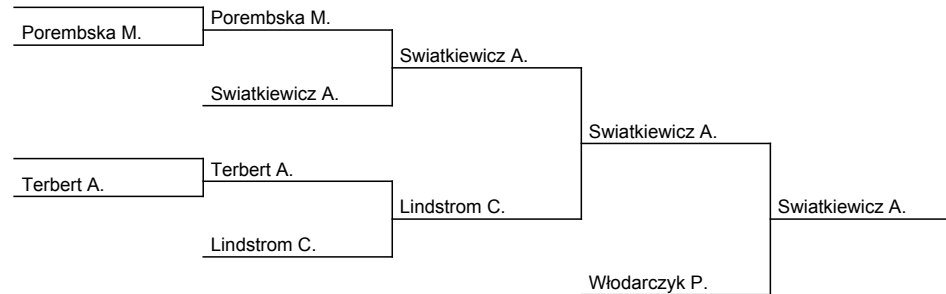 Porembska M.
Porembska M.
Swiatkiewicz A.
Swiatkiewicz A.
Swiatkiewicz A.
Terbert A.
Terbert A.
Lindstrom C.
Swiatkiewicz A.
Lindstrom C.
Włodarczyk P.